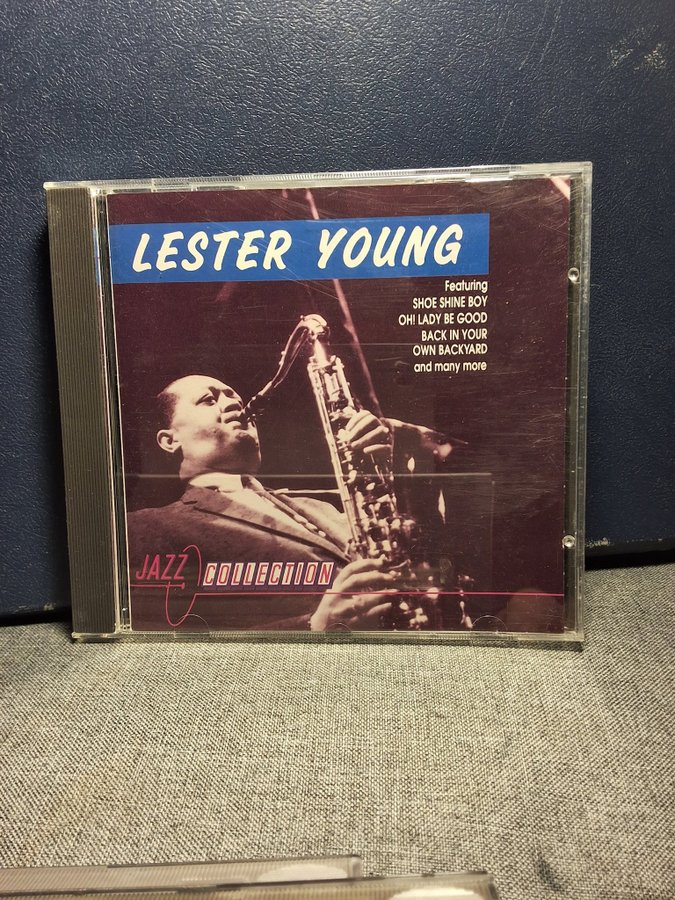 LESTER YOUNG
Featuring
SHOE SHINE BOY
OH! LADY BE GOOD
BACK IN YOUR
OWN BACKYARD
and many more
JAZZ COLLECTION